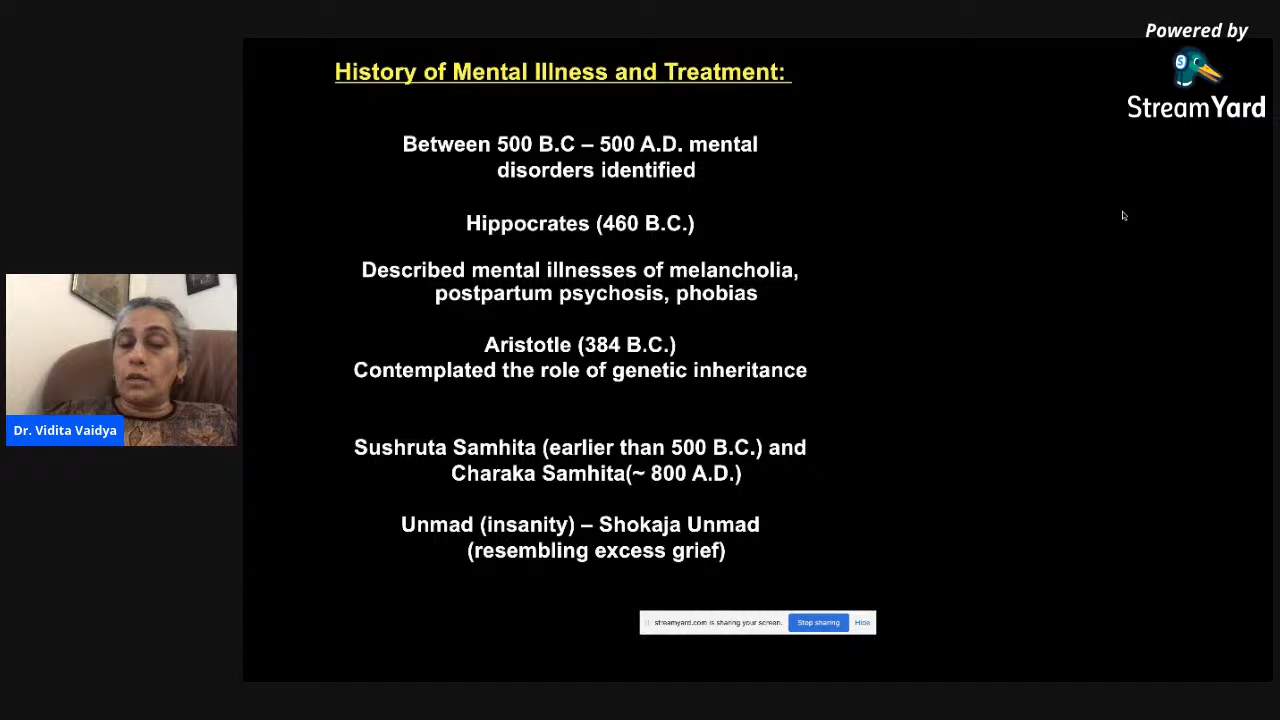 Powered by
StreamYard
History of Mental Illness and Treatment:
Between 500 B.C – 500 A.D. mental
disorders identified
Hippocrates (460 B.C.)
Described mental illnesses of melancholia,
postpartum psychosis, phobias
Aristotle (384 B.C.)
Contemplated the role of genetic inheritance
Dr. Vidita Vaidya
Sushruta Samhita (earlier than 500 B.C.) and
Charaka Samhita(~ 800 A.D.)
Unmad (insanity) – Shokaja Unmad
(resembling excess grief)
streamyard.com is sharing your screen. Stop sharing Hide